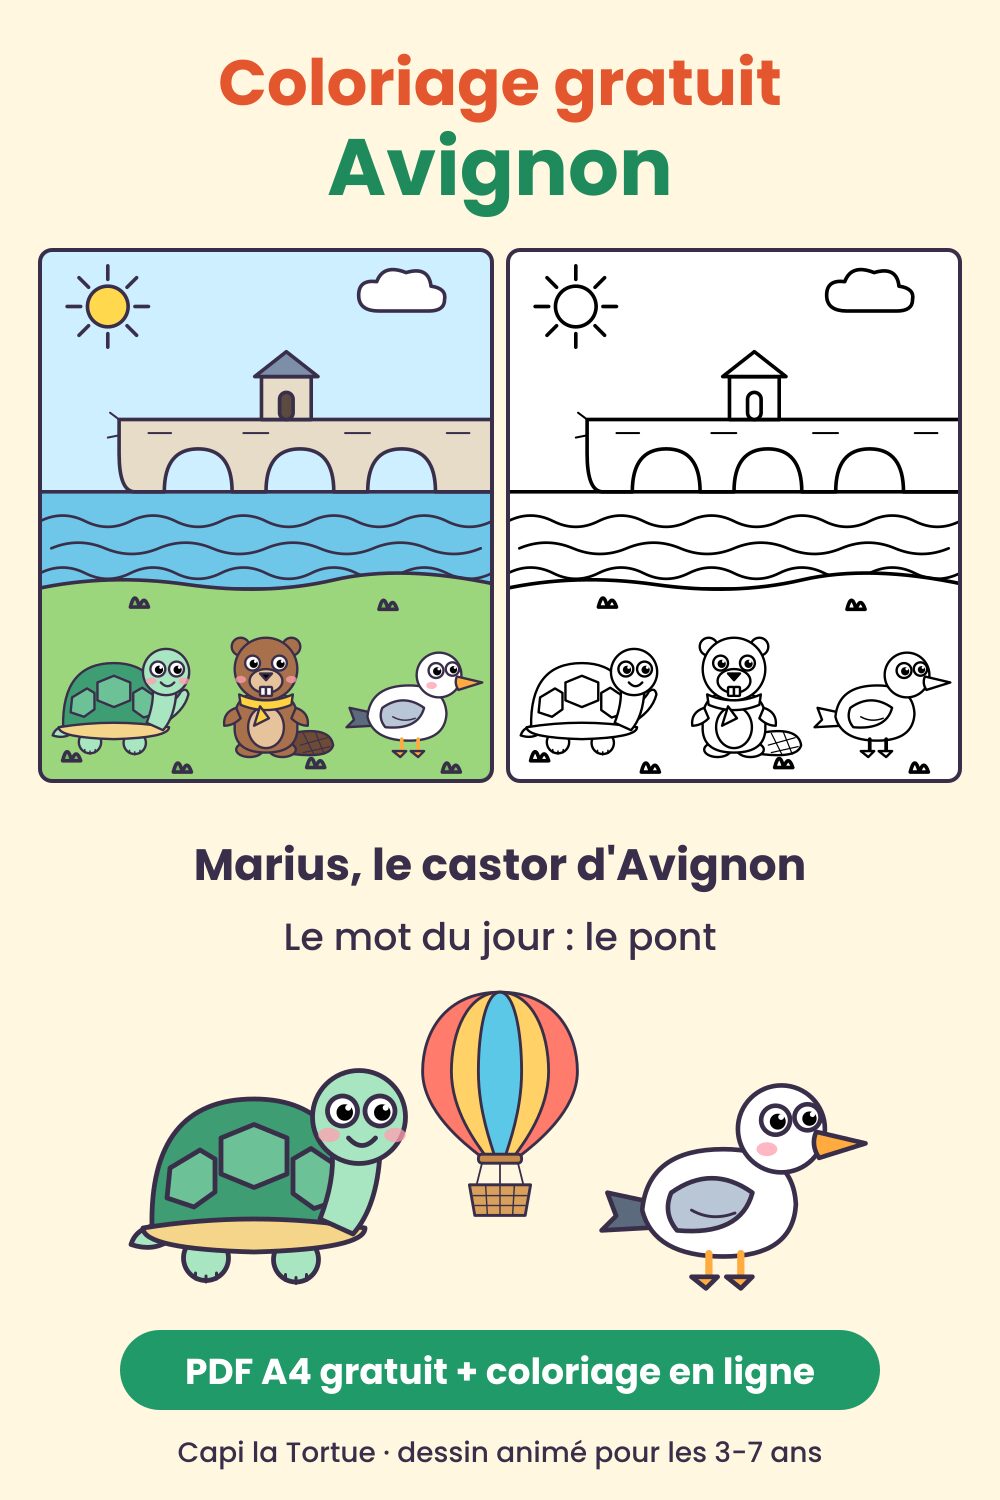 Coloriage gratuit
Avignon
Marius, le castor d'Avignon
Le mot du jour : le pont
PDF A4 gratuit + coloriage en ligne
Capi la Tortue · dessin animé pour les 3-7 ans